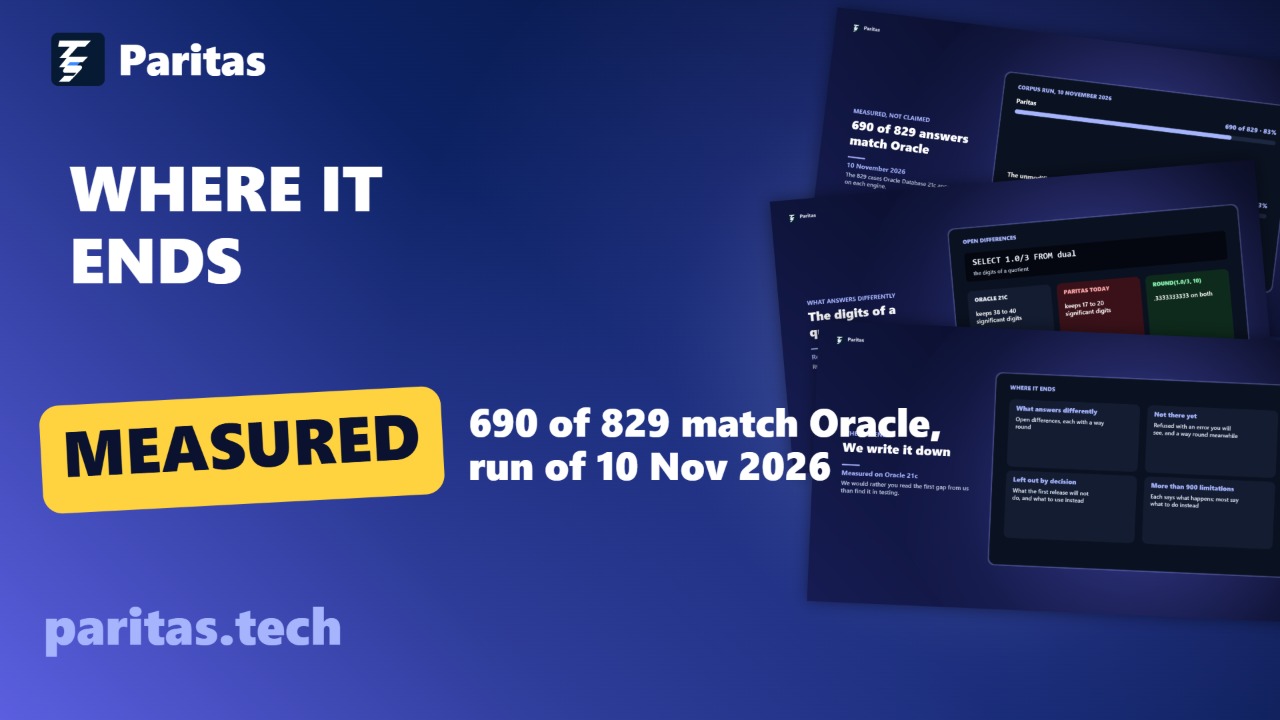 Paritas
WHERE IT
ENDS
MEASURED
690 of 829 match Oracle,
run of 10 Nov 2026
paritas.tech
Paritas
MEASURED, NOT CLAIMED
690 of 829 answers
match Oracle
10 November 2026
The 829 cases Oracle Database 21c
on each engine.
CORPUS RUN, 10 NOVEMBER 2026
Paritas
690 of 829 · 83%
Paritas
WHAT ANSWERS DIFFERENTLY
The digits of a
OPEN DIFFERENCES
SELECT 1.0/3 FROM dual
the digits of a quotient
ORACLE 21C
keeps 38 to 40
significant digits
PARITAS TODAY
keeps 17 to 20
significant digits
ROUND(1.0/3, 10)
.3333333333 on both
Paritas
We write it down
Measured on Oracle 21c
We would rather you read the first gap from us
than find it in testing.
WHERE IT ENDS
What answers differently
Open differences, each with a way
round
Not there yet
Refused with an error you will
see, and a way round meanwhile
Left out by decision
What the first release will not
do, and what to use instead
More than 900 limitations
Each says what happens; most say
what to do instead